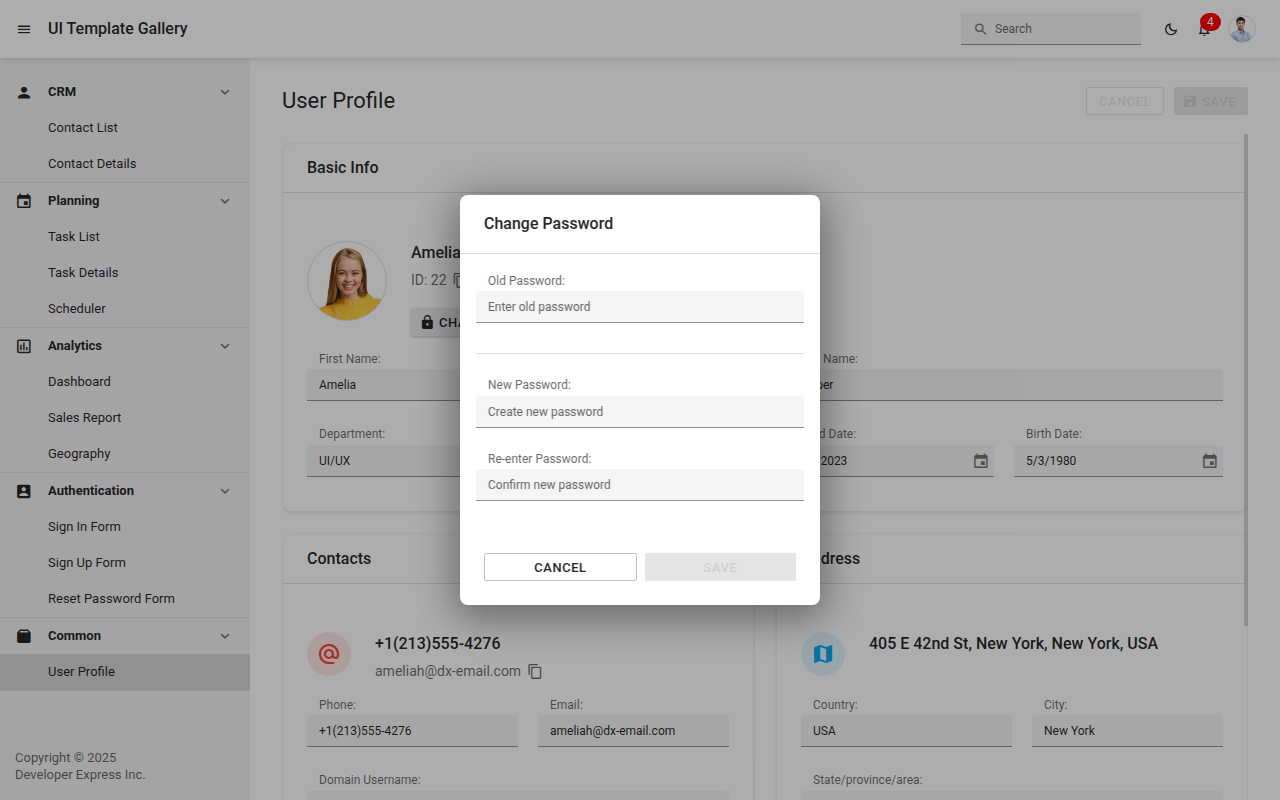 UI Template Gallery
Search
4
CRM
Contact List
Contact Details
Planning
Task List
Task Details
Scheduler
Analytics
Dashboard
Sales Report
Geography
Authentication
Sign In Form
Sign Up Form
Reset Password Form
Common
User Profile
Copyright © 2025
Developer Express Inc.
User Profile
CANCEL
SAVE
Basic Info
Amelia
ID: 22
First Name:
Amelia
Name:
Department:
UI/UX
Date:
2023
Birth Date:
5/3/1980
Change Password
Old Password:
Enter old password
New Password:
Create new password
Re-enter Password:
Confirm new password
CANCEL
SAVE
Contacts
+1(213)555-4276
ameliah@dx-email.com
Phone:
+1(213)555-4276
Email:
ameliah@dx-email.com
Domain Username:
405 E 42nd St, New York, New York, USA
Country:
USA
City:
New York
State/province/area: